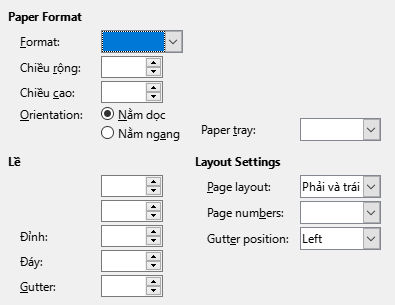 Paper Format
Format:
Chiều rộng:
Chiều cao:
Orientation:
Nằm dọc
Nằm ngang
Paper tray:
Lề
Đỉnh:
Đáy:
Gutter:
Layout Settings
Page layout: Phải và trái
Page numbers:
Gutter position: Left